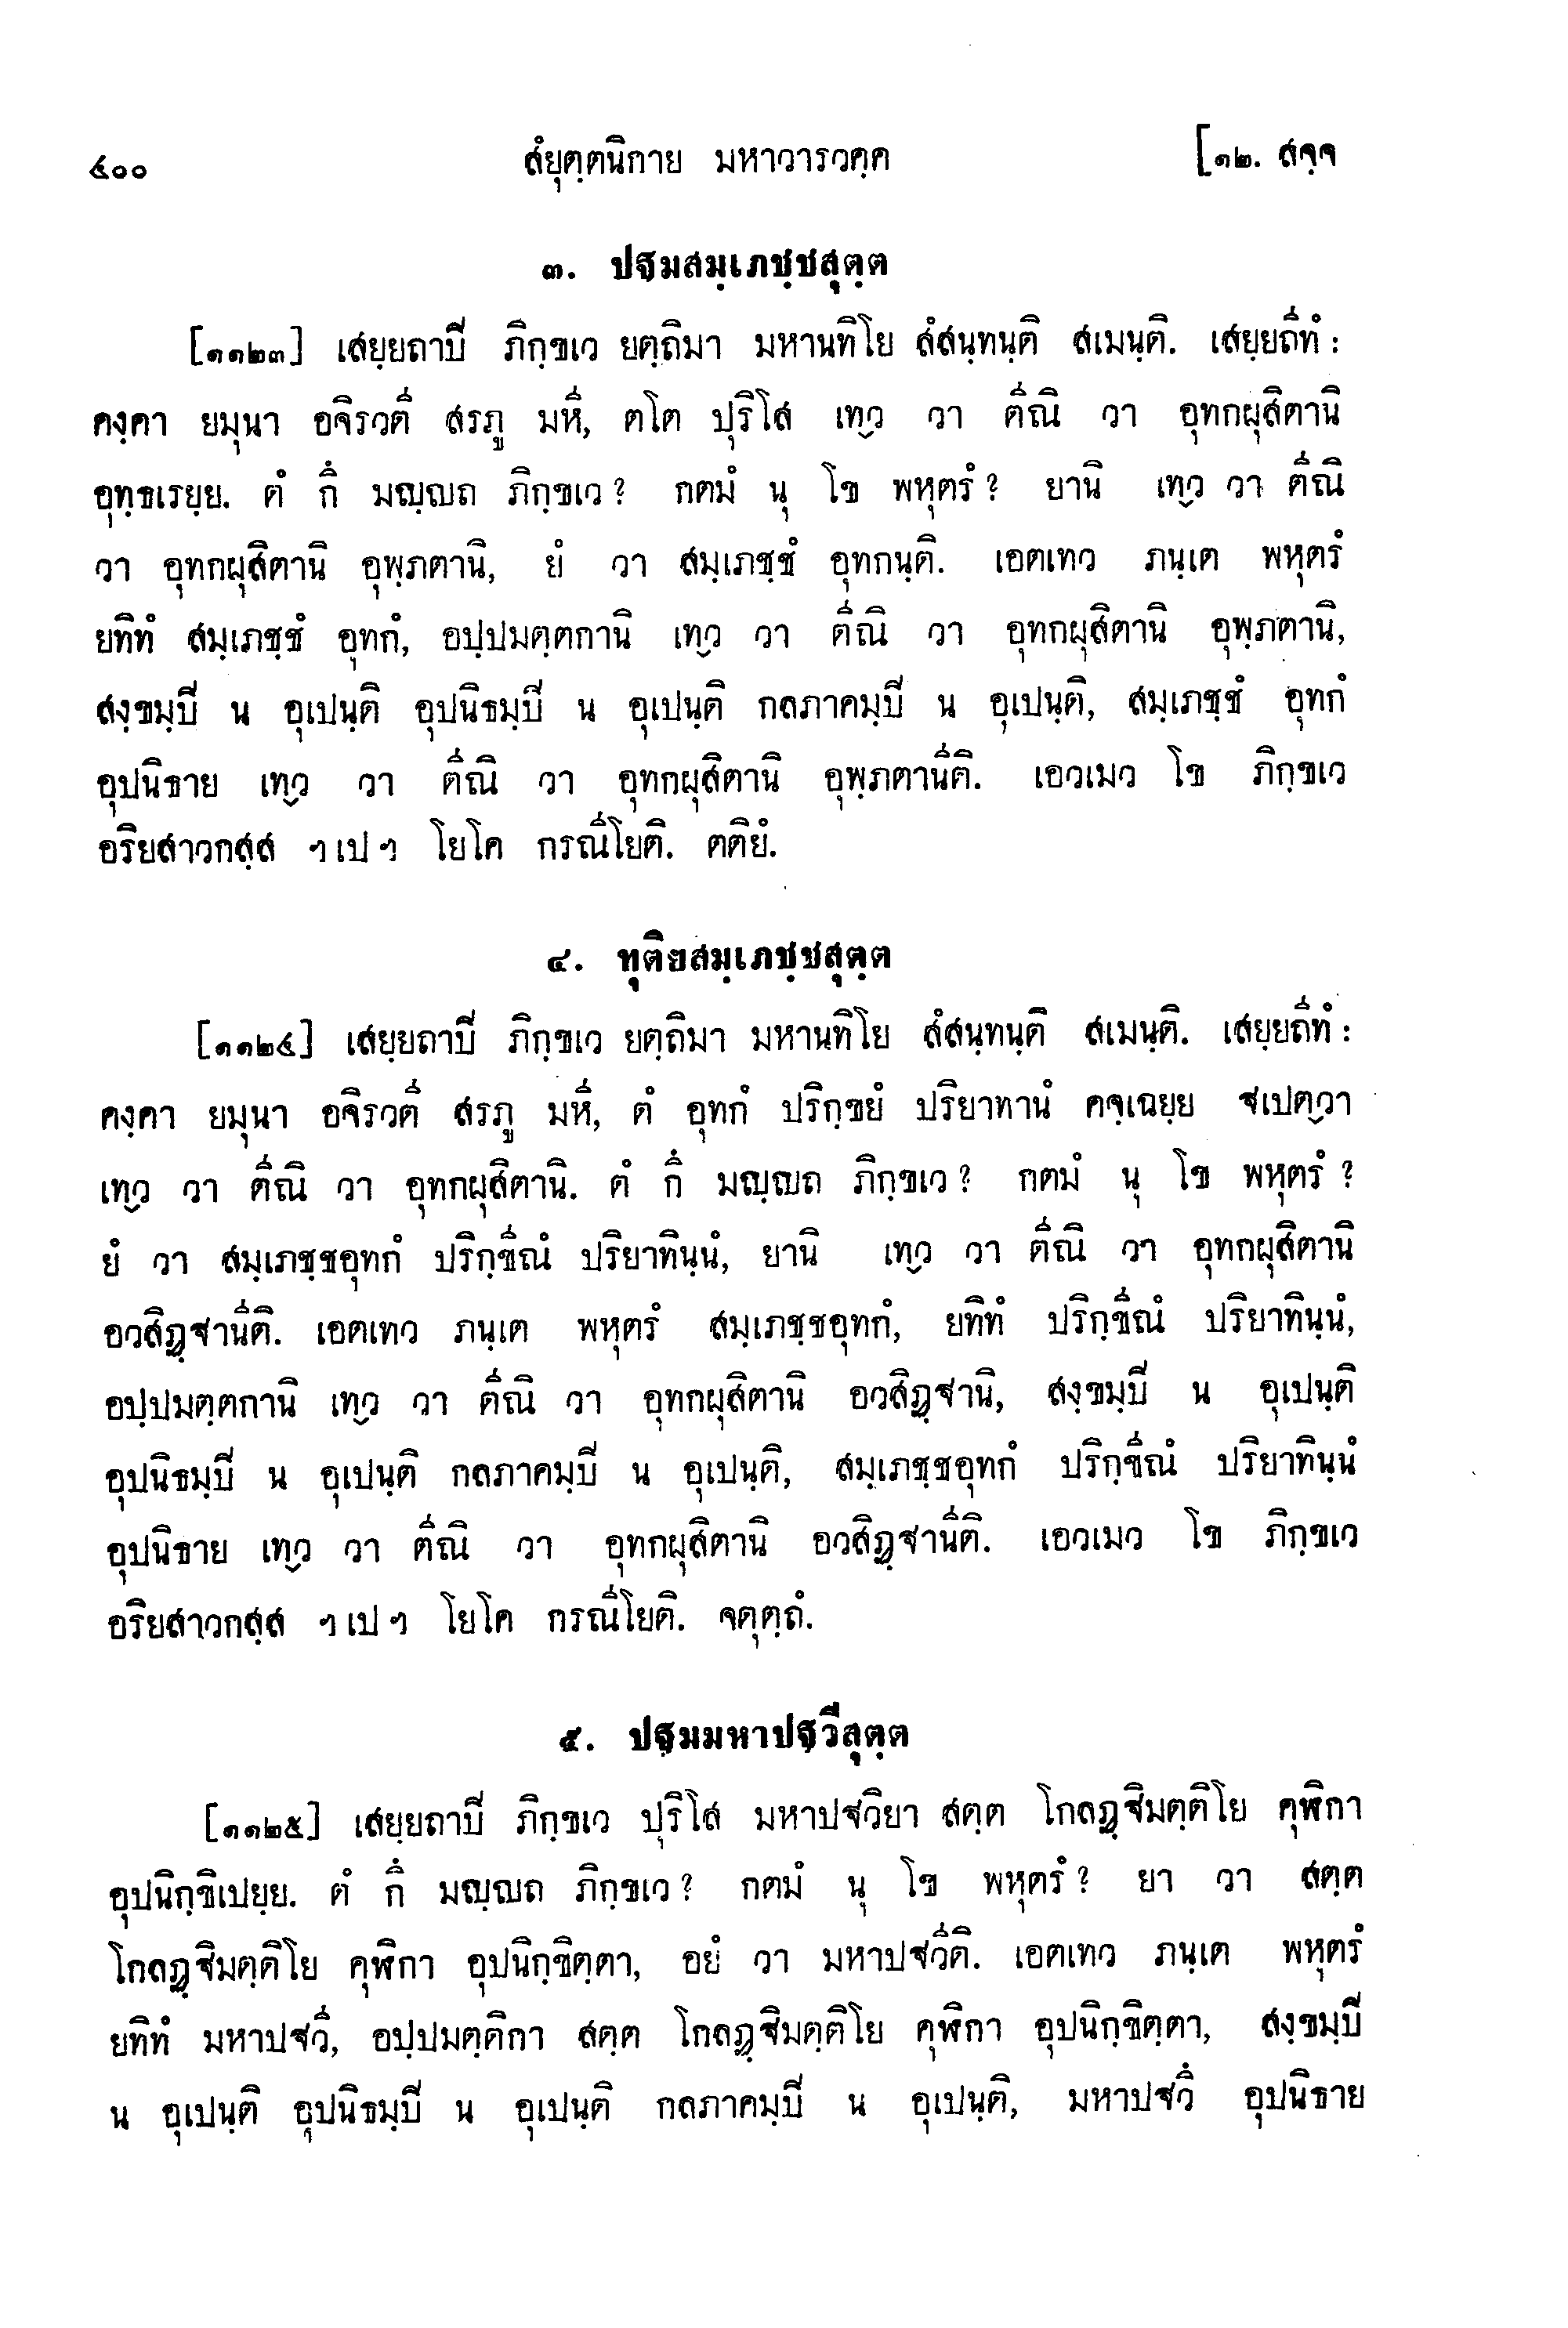 ๔๐๐ สํยุตฺตนิกาย มหาวารวคฺค [๑๒. สจฺจ
๓. ปฐมสมฺเภชฺชสุตฺต
[๑๑๒๓] เสยฺยถาปิ ภิกฺขเว ยตฺถิมา มหานทิโย สํสนฺทนฺติ สเมนฺติ. เสยฺยถิทํ :
คงฺคา ยมุนา อจิรวตี สรภู มหี, ตโต ปุริโส เทฺว วา ตีณิ วา อุทกผุสิตานิ
อุทฺธเรยฺย. ตํ กึ มญฺญถ ภิกฺขเว? กตมํ นุ โข พหุตรํ? ยานิ เทฺว วา ตีณิ
วา อุทกผุสิตานิ อุพฺภตานิ, ยํ วา สมฺเภชฺชํ อุทกนฺติ. เอตเทว ภนฺเต พหุตรํ
ยทิทํ สมฺเภชฺชํ อุทกํ, อปฺปมตฺตกานิ เทฺว วา ตีณิ วา อุทกผุสิตานิ อุพฺภตานิ,
สงฺขมฺปิ น อุเปนฺติ อุปนิธมฺปิ น อุเปนฺติ กลภาคมฺปิ น อุเปนฺติ, สมฺเภชฺชํ อุทกํ
อุปนิธาย เทฺว วา ตีณิ วา อุทกผุสิตานิ อุพฺภตานีติ. เอวเมว โข ภิกฺขเว
อริยสาวกสฺส ฯ เป ฯ โยโค กรณีโยติ. ตติยํ.
๔. ทุติยสมฺเภชฺชสุตฺต
[๑๑๒๔] เสยฺยถาปิ ภิกฺขเว ยตฺถิมา มหานทิโย สํสนฺทนฺติ สเมนฺติ. เสยฺยถิทํ :
คงฺคา ยมุนา อจิรวตี สรภู มหี, ตํ อุทกํ ปริกฺขยํ ปริยาทานํ คจฺเฉยฺย ฐเปตฺวา
เทฺว วา ตีณิ วา อุทกผุสิตานิ. ตํ กึ มญฺญถ ภิกฺขเว? กตมํ นุ โข พหุตรํ?
ยํ วา สมฺเภชฺชอุทกํ ปริกฺขีณํ ปริยาทินฺนํ, ยานิ เทฺว วา ตีณิ วา อุทกผุสิตานิ
อวสิฏฺฐานีติ. เอตเทว ภนฺเต พหุตรํ สมฺเภชฺชอุทกํ, ยทิทํ ปริกฺขีณํ ปริยาทินฺนํ,
อปฺปมตฺตกานิ เทฺว วา ตีณิ วา อุทกผุสิตานิ อวสิฏฺฐานิ, สงฺขมฺปิ น อุเปนฺติ
อุปนิธมฺปิ น อุเปนฺติ กลภาคมฺปิ น อุเปนฺติ, สมฺเภชฺชอุทกํ ปริกฺขีณํ ปริยาทินฺนํ
อุปนิธาย เทฺว วา ตีณิ วา อุทกผุสิตานิ อวสิฏฺฐานีติ. เอวเมว โข ภิกฺขเว
อริยสาวกสฺส ฯ เป ฯ โยโค กรณีโยติ. จตุตฺถํ.
๕. ปฐมมหาปฐวีสุตฺต
[๑๑๒๕] เสยฺยถาปิ ภิกฺขเว ปุริโส มหาปฐวิยา สตฺต โกลฏฺฐิมตฺติโย คุฬิกา
อุปนิกฺขิเปยฺย. ตํ กึ มญฺญถ ภิกฺขเว? กตมํ นุ โข พหุตรํ? ยา วา สตฺต
โกลฏฺฐิมตฺติโย คุฬิกา อุปนิกฺขิตฺตา, อยํ วา มหาปฐวีติ. เอตเทว ภนฺเต พหุตรํ
ยทิทํ มหาปฐวี, อปฺปมตฺติกา สตฺต โกลฏฺฐิมตฺติโย คุฬิกา อุปนิกฺขิตฺตา, สงฺขมฺปิ
น อุเปนฺติ อุปนิธมฺปิ น อุเปนฺติ กลภาคมฺปิ น อุเปนฺติ, มหาปฐวึ อุปนิธาย